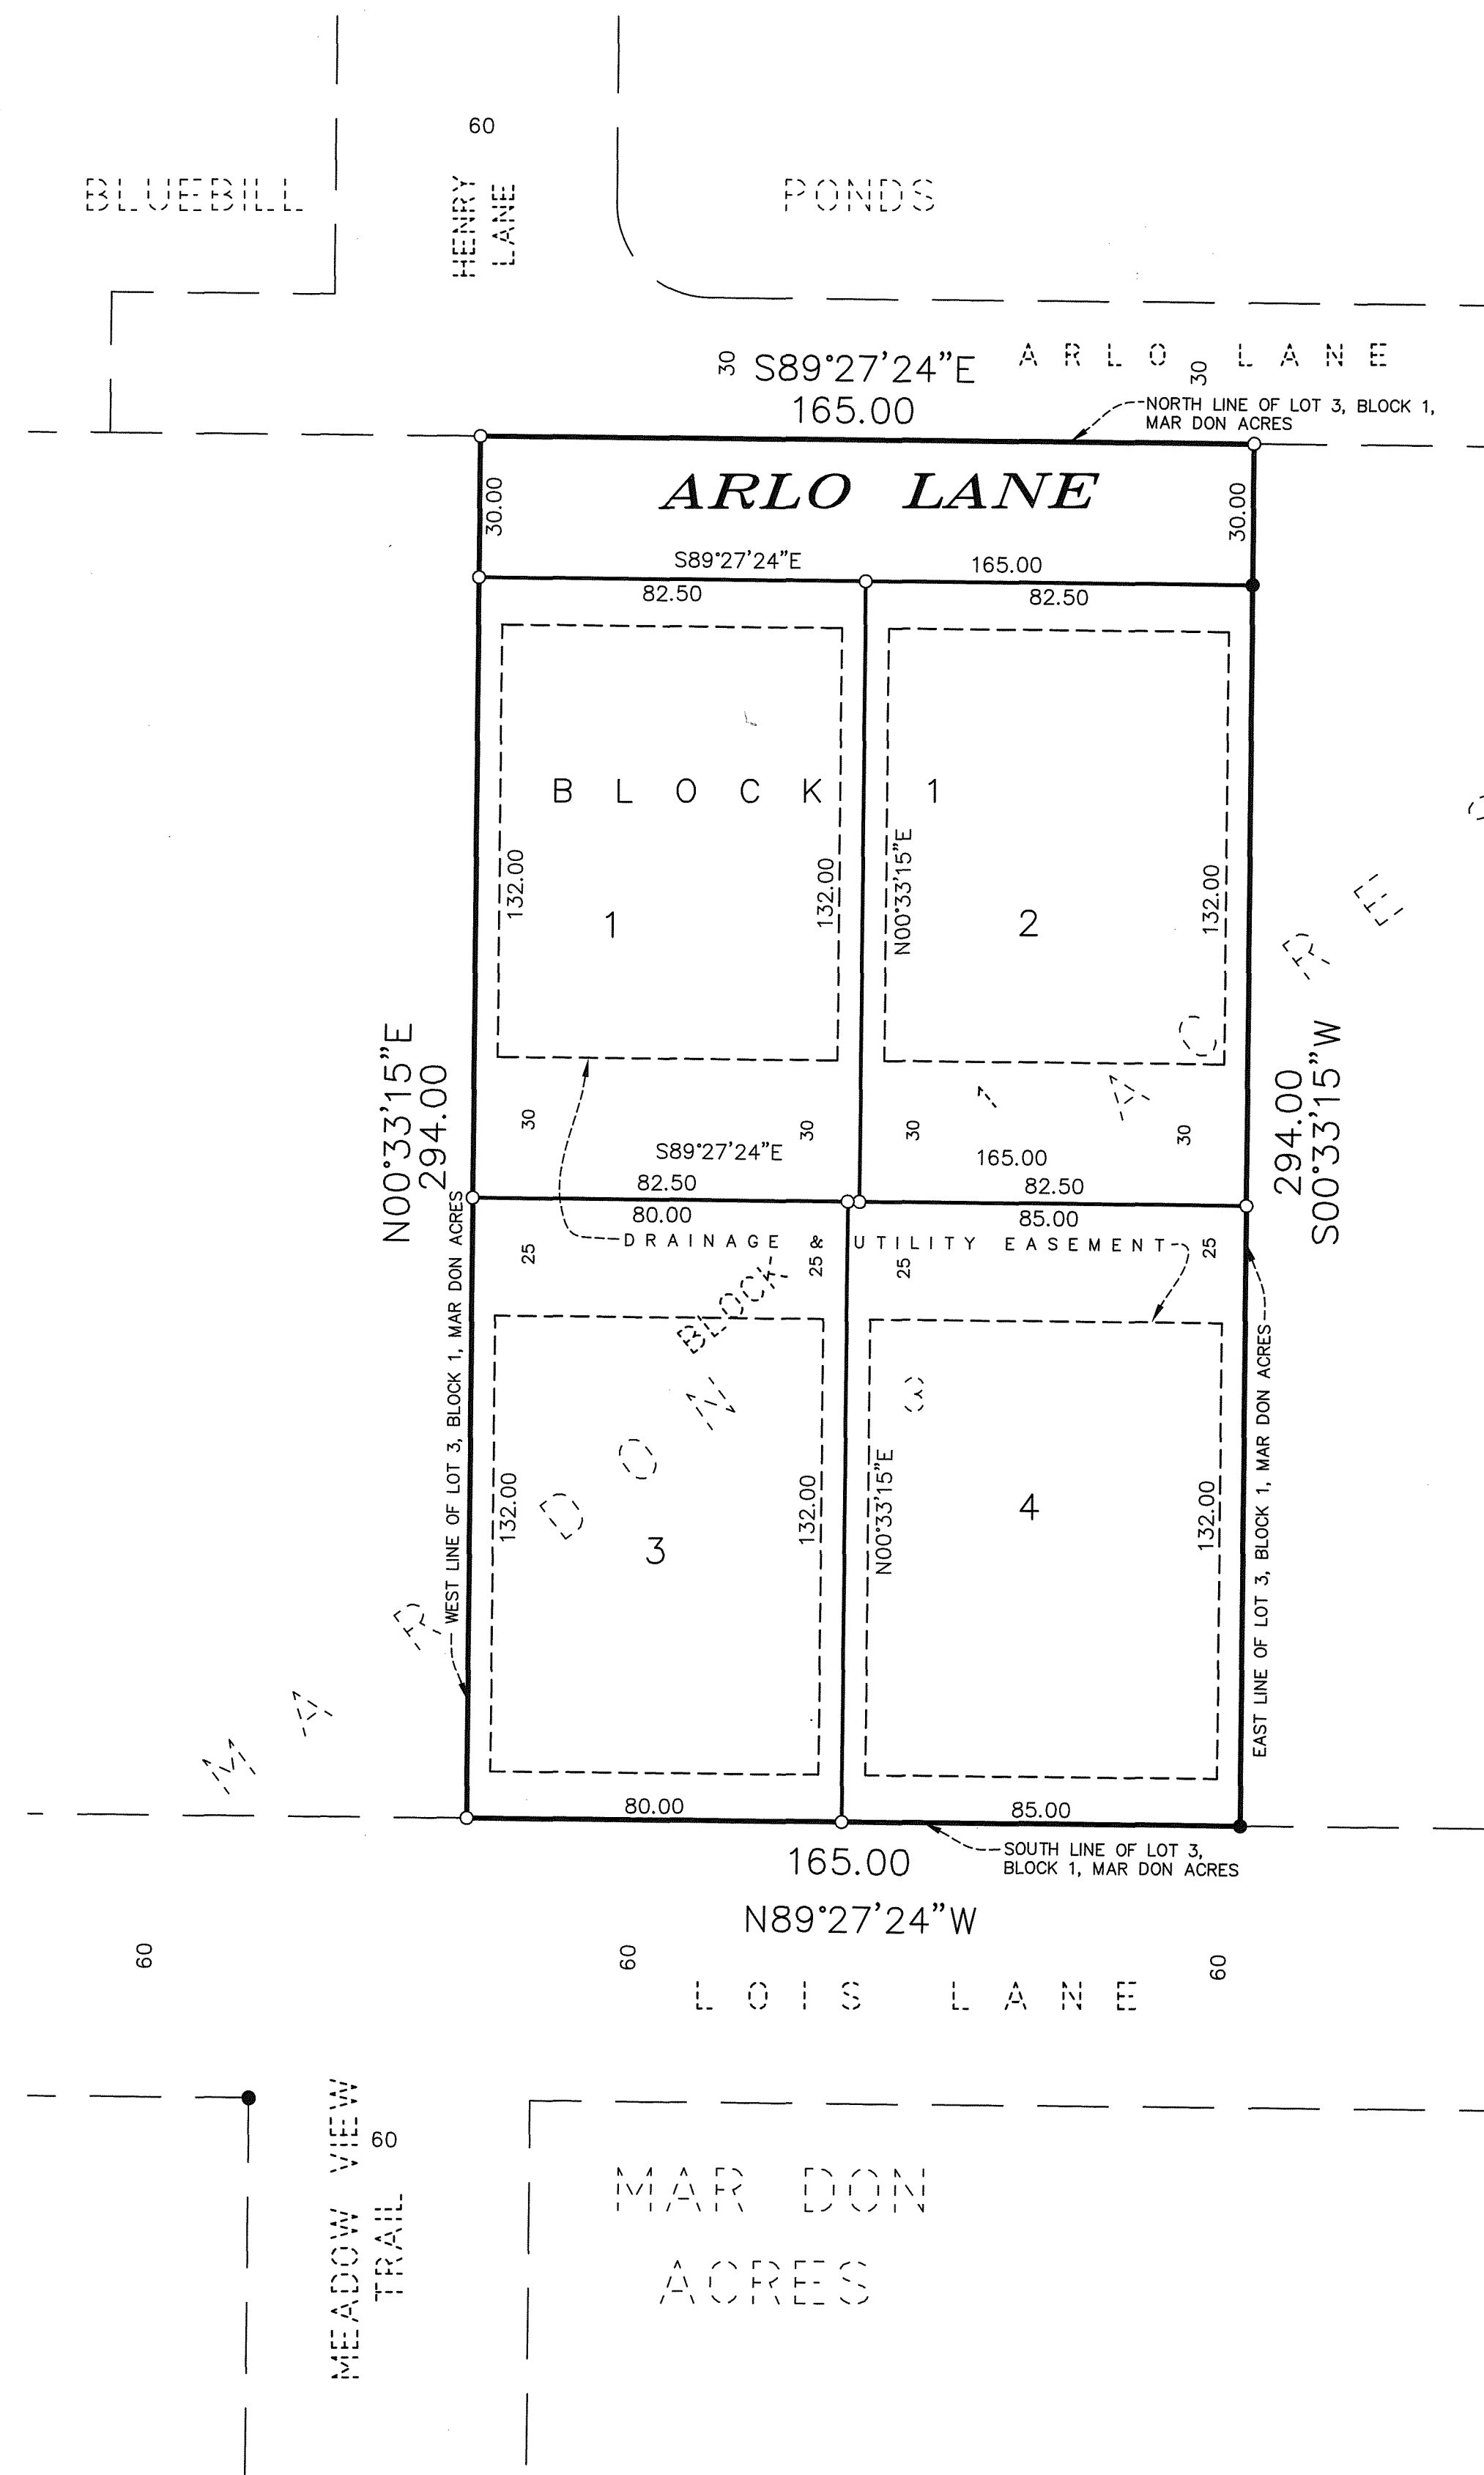 60
BLUEBILL
HENRY
LANE
PONDS
30
S89°27'24"E
ARLO LANE
30
165.00
NORTH LINE OF LOT 3, BLOCK 1,
MAR DON ACRES
30.00
ARLO LANE
30.00
S89°27'24"E
165.00
82.50
82.50
BLOCK 1
132.00
132.00
N00°33'15"E
132.00
1
2
N00°33'15"E
294.00
294.00
S00°33'15"W
30
30
30
30
S89°27'24"E
165.00
82.50
82.50
80.00
85.00
DRAINAGE & UTILITY EASEMENT
25
25
25
25
BLOCK 1
MAR DON ACRES
3
WEST LINE OF LOT 3, BLOCK 1, MAR DON ACRES
EAST LINE OF LOT 3, BLOCK 1, MAR DON ACRES
132.00
132.00
N00°33'15"E
132.00
3
4
80.00
85.00
165.00
SOUTH LINE OF LOT 3,
BLOCK 1, MAR DON ACRES
N89°27'24"W
60
60
60
LOIS LANE
MEADOW VIEW
TRAIL
60
MAR DON
ACRES